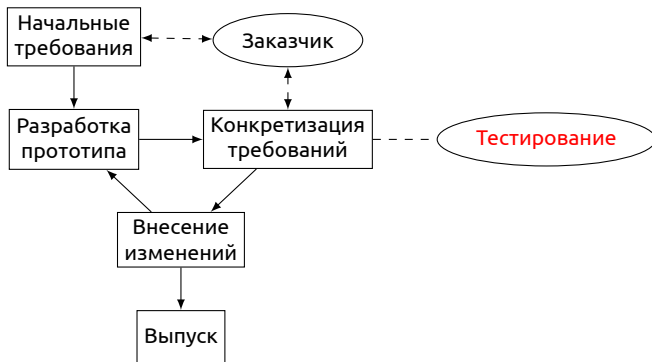 Начальные
требования
Заказчик
Разработка
прототипа
Конкретизация
требований
Тестирование
Внесение
изменений
Выпуск